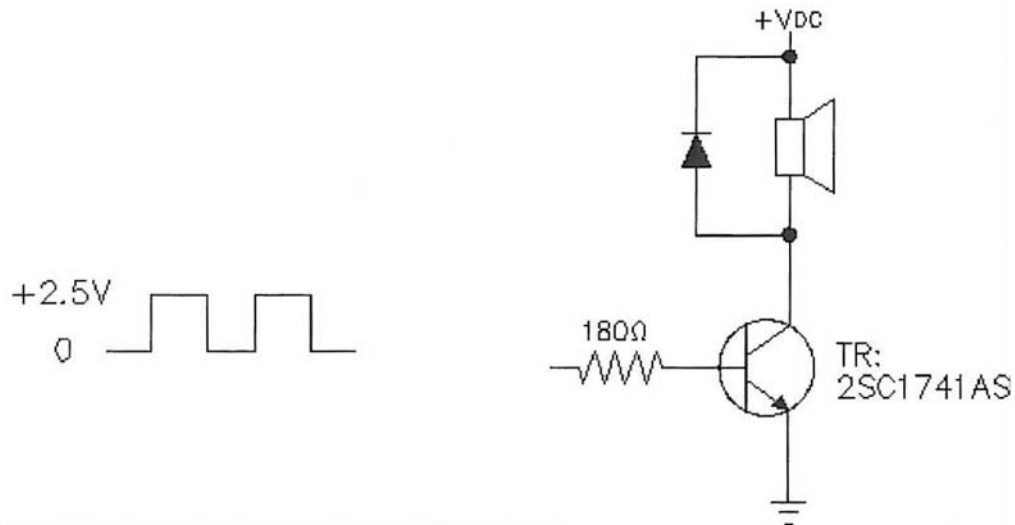 +VDC
+2.5V
0
180Ω
TR:
2SC1741AS